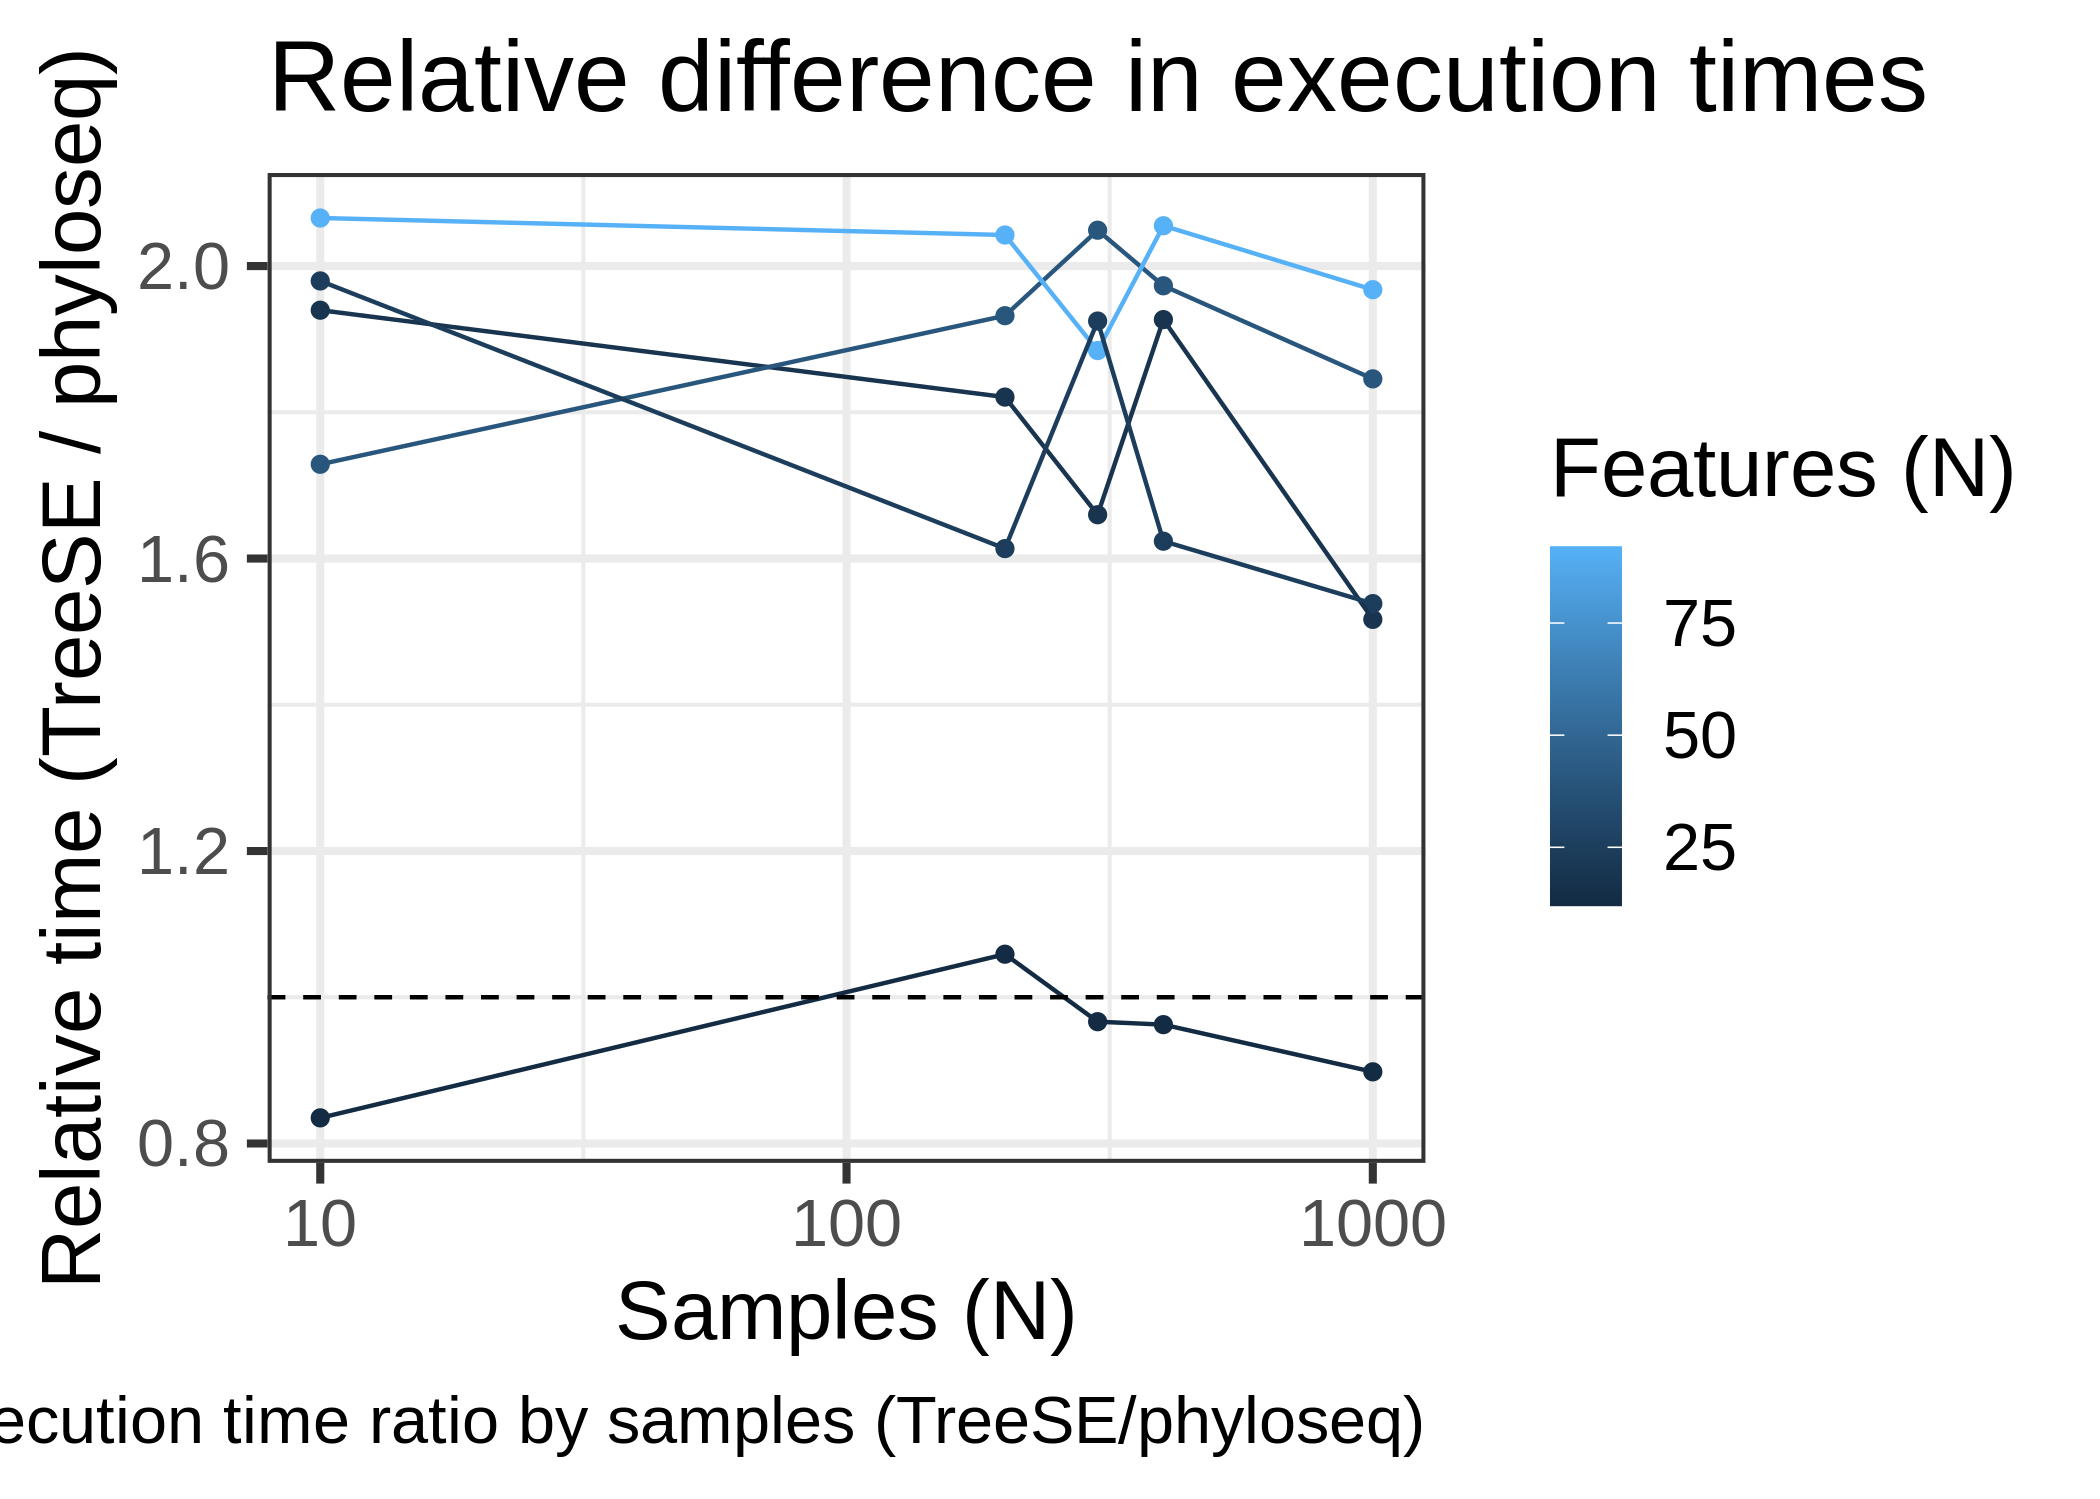 Relative difference in execution times
Relative time (TreeSE / phyloseq)
2.0
1.6
1.2
0.8
10
100
1000
Samples (N)
Features (N)
75
50
25
ecution time ratio by samples (TreeSE/phyloseq)